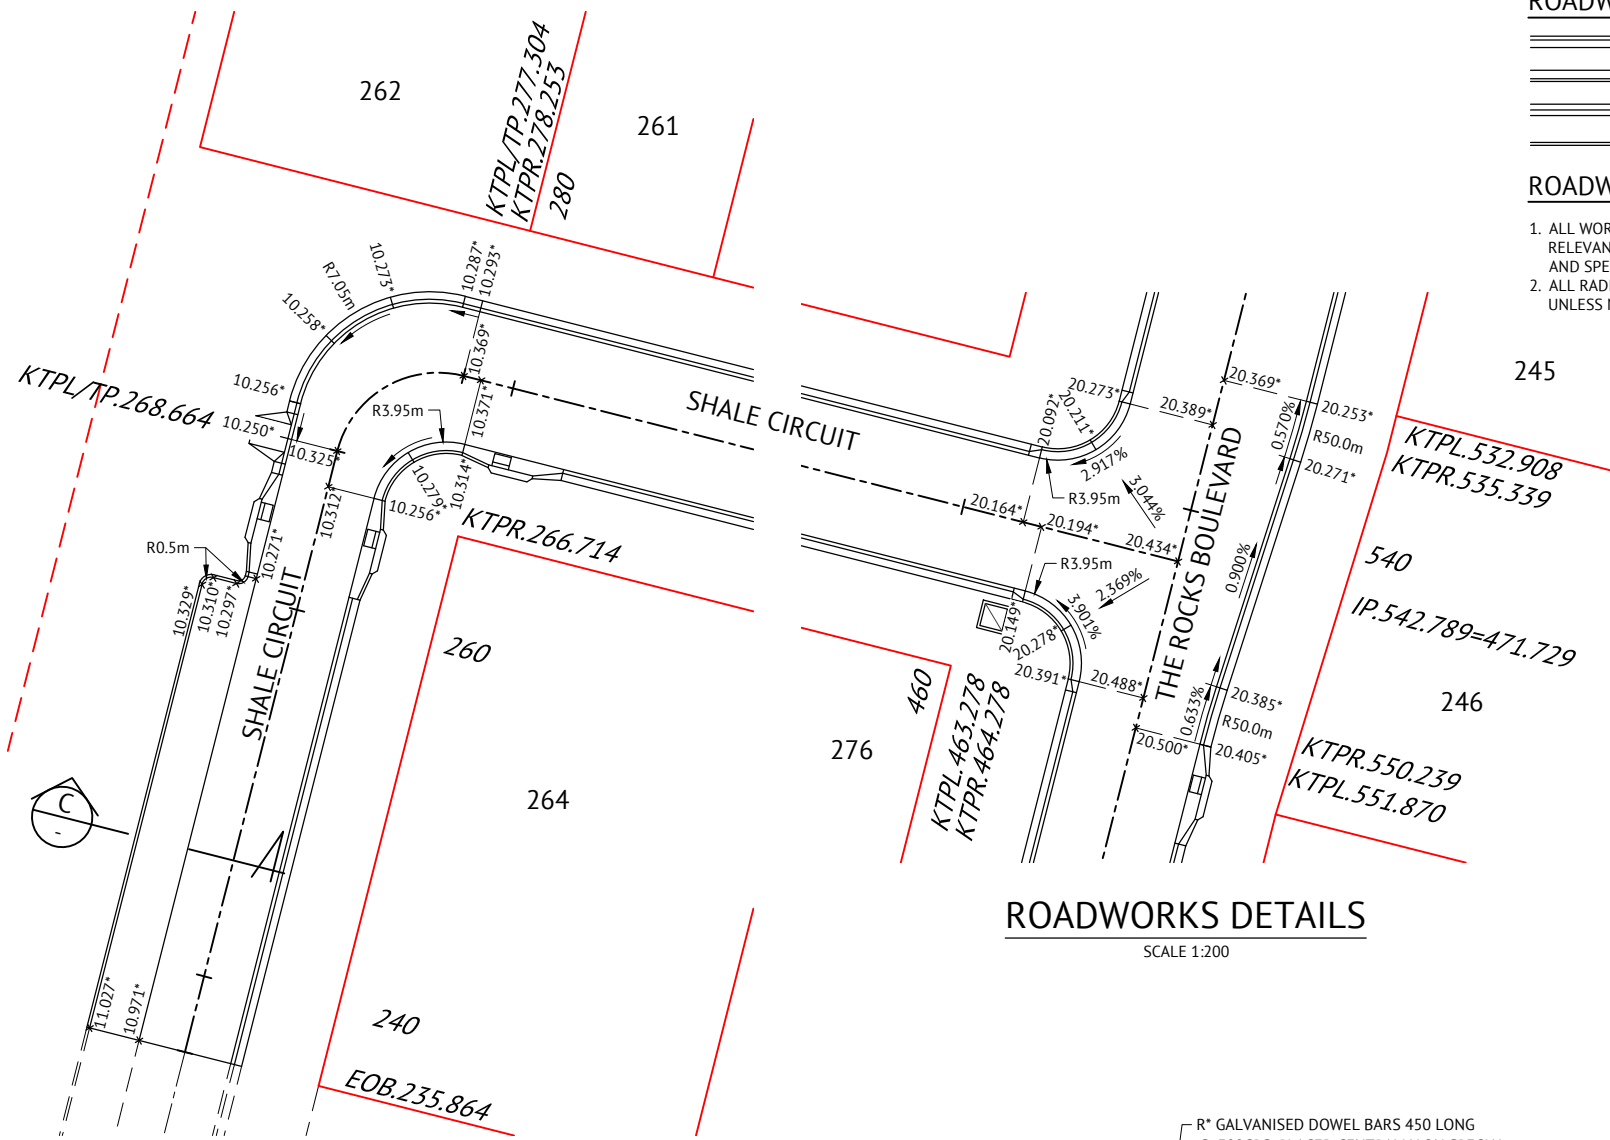 262
261
KTPL/TP.277.304
KTPR.278.253
280
10.287*
10.293*
10.273*
R7.05m
10.258*
10.369*
10.371*
10.256*
R3.95m
KTPL/TP.268.664
10.250*
10.325*
10.312*
10.279*
10.314*
10.256*
KTPR.266.714
SHALE CIRCUIT
R0.5m
10.271*
10.329*
10.310*
10.297*
SHALE CIRCUIT
260
264
C
-
11.027*
10.971*
240
EOB.235.864
20.273*
20.092*
20.211*
20.369*
20.389*
20.253*
0.570%
R50.0m
20.271*
2.917%
R3.95m
3.044%
20.164*
20.194*
20.434*
R3.95m
2.369%
3.901%
0.900%
THE ROCKS BOULEVARD
20.149*
20.278*
20.391*
20.488*
20.385*
0.633%
R50.0m
20.500*
20.405*
245
KTPL.532.908
KTPR.535.339
540
IP.542.789=471.729
246
KTPR.550.239
KTPL.551.870
276
460
KTPL.463.278
KTPR.464.278
ROADWORKS DETAILS
SCALE 1:200
ROADW
1. ALL WOR
RELEVAN
AND SPE
2. ALL RADI
UNLESS N
R* GALVANISED DOWEL BARS 450 LONG